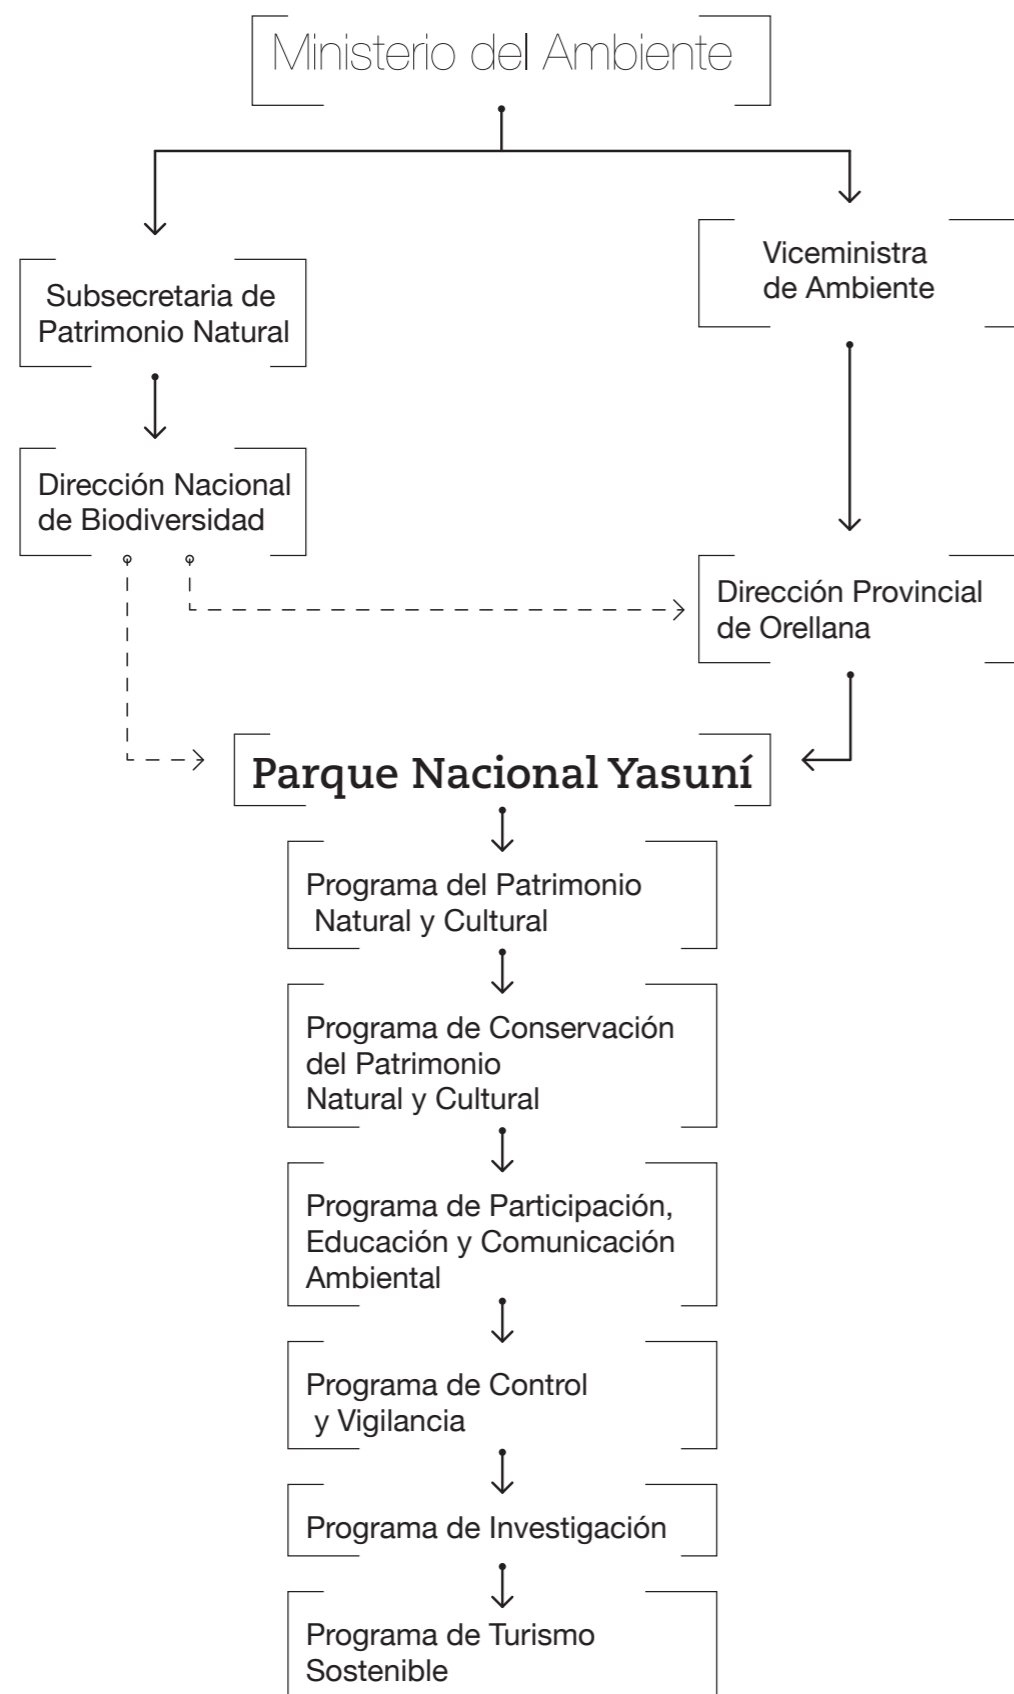 Ministerio del Ambiente
Subsecretaria de
Patrimonio Natural
Viceministra
de Ambiente
Dirección Nacional
de Biodiversidad
Dirección Provincial
de Orellana
Parque Nacional Yasuní
Programa del Patrimonio
Natural y Cultural
Programa de Conservación
del Patrimonio
Natural y Cultural
Programa de Participación,
Educación y Comunicación
Ambiental
Programa de Control
y Vigilancia
Programa de Investigación
Programa de Turismo
Sostenible